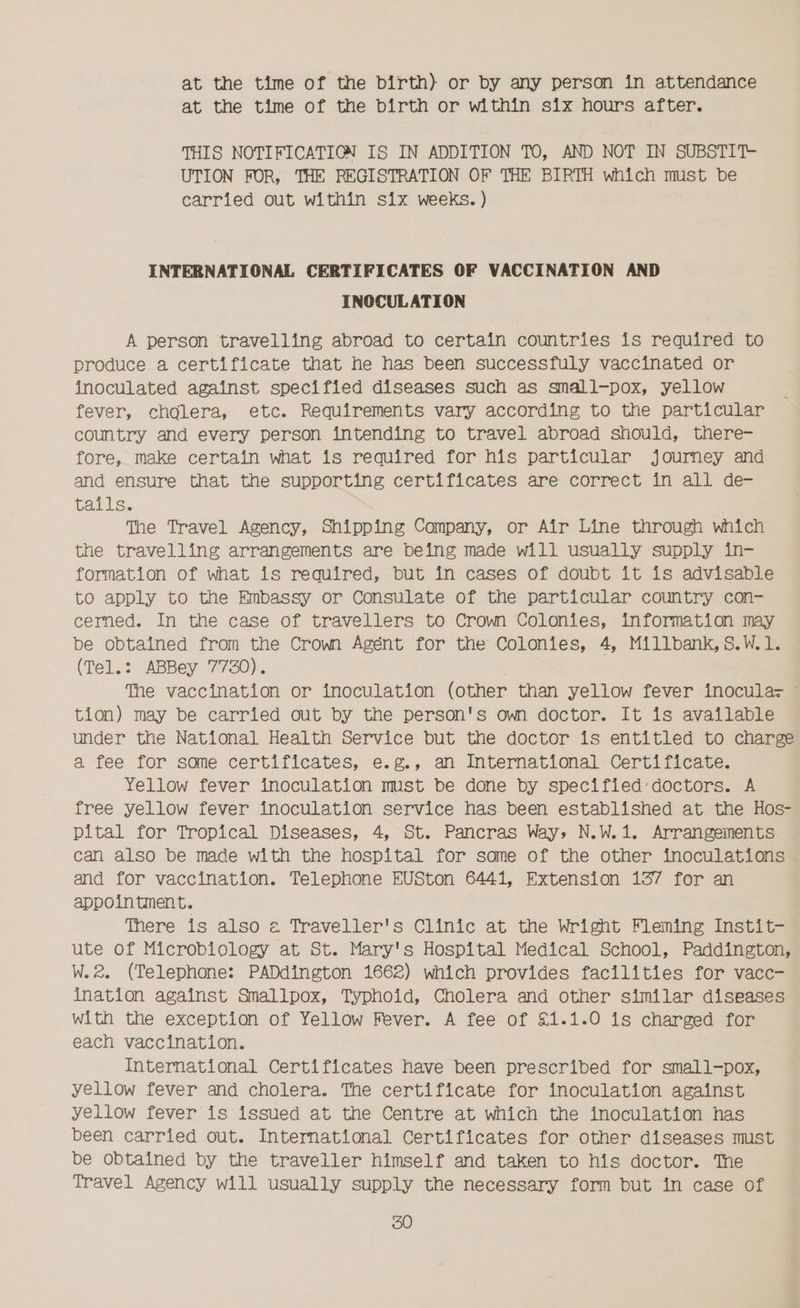 at the time of the birth) or by any person in attendance
at the time of the birth or within six hours after.
THIS NOTIFICATION IS IN ADDITION TO, AND NOT IN SUBSTIT-
UTION FOR, THE REGISTRATION OF THE BIRTH which must be
carried out within six weeks.)
INTERNATIONAL CERTIFICATES OF VACCINATION AND
INOCULATION
A person travelling abroad to certain countries is required to
produce a certificate that he has been successfuly vaccinated or
inoculated against specified diseases such as small-pox, yellow
fever, cholera, etc. Requirements vary according to the particular
country and every person intending to travel abroad should, there-
fore, make certain what is required for his particular journey and
and ensure that the supporting certificates are correct in all de-
tails.
The Travel Agency, Shipping Company, or Air Line through which
the travelling arrangements are being made will usually supply in-
formation of what is required, but in cases of doubt it is advisable
to apply to the Embassy or Consulate of the particular country con-
cerned. In the case of travellers to Crown Colonies, information may
be obtained from the Crown Agent for the Colonies, 4, Millbank,S.W.1.
(Tel.: ABBey 7730).
The vaccination or inoculation (other than yellow fever inocula-
tion) may be carried out by the person's own doctor. It is available
under the National Health Service but the doctor is entitled to charge
a fee for some certificates, e.g., an International Certificate.
Yellow fever inoculation must be done by specified doctors. A
free yellow fever inoculation service has been established at the Hos-
pital for Tropical Diseases, 4, St. Pancras Way, N.W.1. Arrangements
can also be made with the hospital for some of the other inoculations
and for vaccination. Telephone EUSton 6441, Extension 137 for an
appointment.
There is also a Traveller's Clinic at the Wright Fleming Instit-
ute of Microbiology at St. Mary's Hospital Medical School, Paddington,
W.2. (Telephone: PADdington 1662) which provides facilities for vacc-
ination against Smallpox, Typhoid, Cholera and other similar diseases
with the exception of Yellow Fever. A fee of £1.1.0 is charged for
each vaccination.
International Certificates have been prescribed for small-pox,
yellow fever and cholera. The certificate for inoculation against
yellow fever is issued at the Centre at which the inoculation has
been carried out. International Certificates for other diseases must
be obtained by the traveller himself and taken to his doctor. The
Travel Agency will usually supply the necessary form but in case of
30